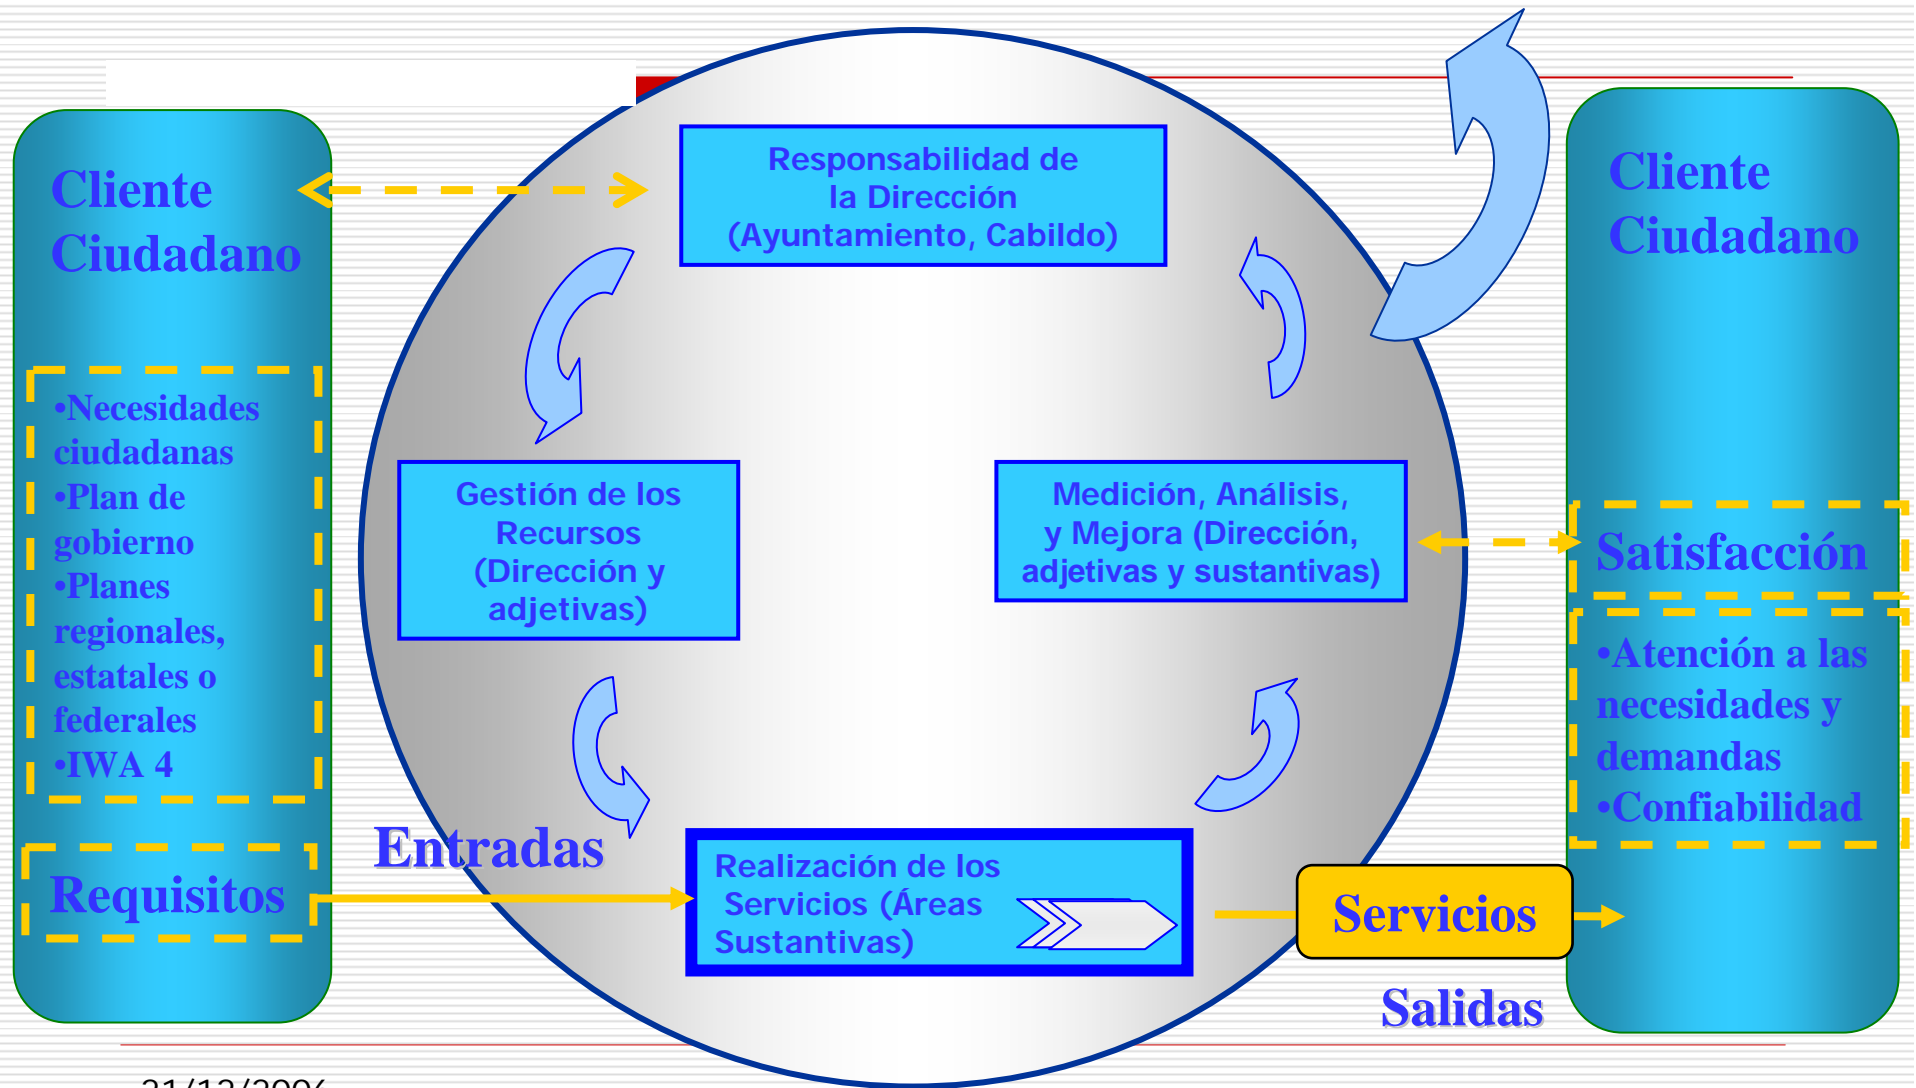 Cliente
Ciudadano
•Necesidades
ciudadanas
•Plan de
gobierno
•Planes
regionales,
estatales o
federales
•IWA 4
Requisitos
Entradas
Responsabilidad de
la Dirección
(Ayuntamiento, Cabildo)
Gestión de los
Recursos
(Dirección y
adjetivas)
Medición, Análisis,
y Mejora (Dirección,
adjetivas y sustantivas)
Realización de los
Servicios (Áreas
Sustantivas)
Servicios
Salidas
Cliente
Ciudadano
Satisfacción
•Atención a las
necesidades y
demandas
•Confiabilidad